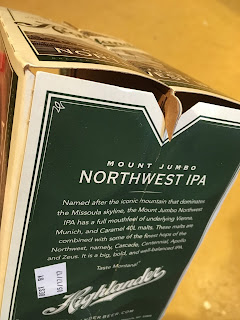 MOUNT JUMBO
NORTHWEST IPA
Named after the iconic mountain that dominates
the Missoula skyline, the Mount Jumbo Northwest
IPA has a full mouthfeel of underlying Vienna,
Munich, and Caramel 40L malts. These malts are
combined with some of the finest hops of the
Northwest, namely, Cascade, Centennial, Apollo
and Zeus. It is a big, bold, and well-balanced IPA.
Taste Montana!
BEST BY
Highlander